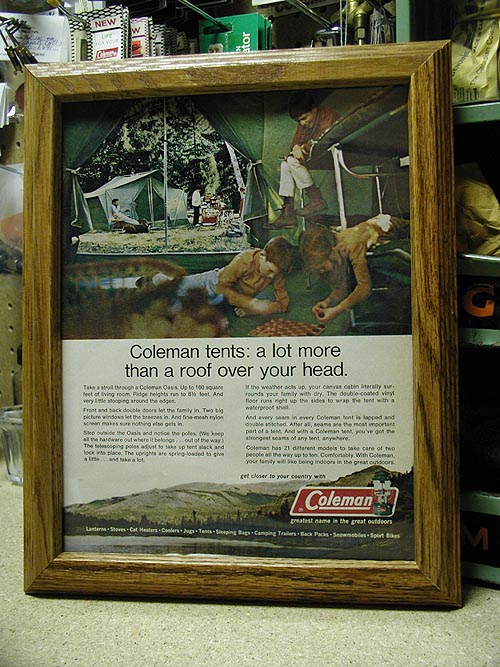 NEW
NEW
LIFE
Coleman
Coleman tents: a lot more
than a roof over your head.
Take a stroll through a Coleman Oasis. Up to 160 square
feet of living room. Ridge heights run to 8½ feet. And
very little stooping around the edges.
Front and back double doors let the family in. Two big
picture windows let the breezes in. And fine-mesh nylon
screen makes sure nothing else gets in.
Step outside the Oasis and notice the poles. (We keep
all the hardware out where it belongs . . . out of the way.)
The telescoping poles adjust to take up tent slack and
lock into place. The uprights are spring-loaded to give
a little . . . and take a lot.
If the weather acts up, your canvas cabin literally sur-
rounds your family with dry. The double-coated vinyl
floor runs right up the sides to wrap the tent with a
waterproof shell.
And every seam in every Coleman tent is lapped and
double stitched. After all, seams are the most important
part of a tent. And with a Coleman tent, you've got the
strongest seams of any tent, anywhere.
Coleman has 21 different models to take care of two
people all the way up to ten. Comfortably. With Coleman,
your family will like being indoors in the great outdoors.
get closer to your country with
Coleman
greatest name in the great outdoors
Lanterns • Stoves • Cat Heaters • Coolers • Jugs • Tents • Sleeping Bags • Camping Trailers • Back Packs • Snowmobiles • Sport Bikes